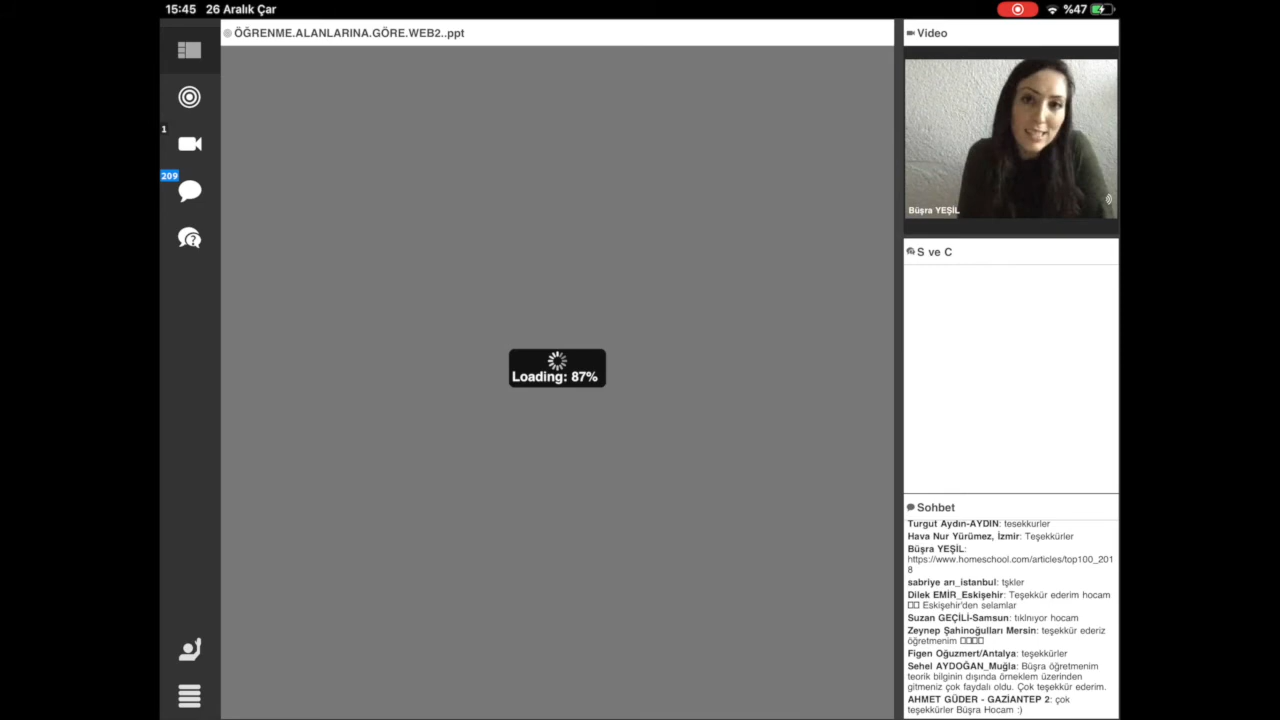 15:45 26 Aralık Çar
%47
ÖĞRENME.ALANLARINA.GÖRE.WEB2..ppt
Video
1
209
Büşra YEŞİL
S ve C
Loading: 87%
Sohbet
Turgut Aydın-AYDIN: tesekkurler
Hava Nur Yürümez, İzmir: Teşekkürler
Büşra YEŞİL:
https://www.homeschool.com/articles/top100_201
8
sabriye arı_istanbul: tşkler
Dilek EMİR_Eskişehir: Teşekkür ederim hocam
Eskişehir'den selamlar
Suzan GEÇİLİ-Samsun: tıklnıyor hocam
Zeynep Şahinoğulları Mersin: teşekkür ederiz
öğretmenim
Figen Oğuzmert/Antalya: teşekkürler
Sehel AYDOĞAN_Muğla: Büşra öğretmenim
teorik bilginin dışında örneklem üzerinden
gitmeniz çok faydalı oldu. Çok teşekkür ederim.
AHMET GÜDER - GAZİANTEP 2: çok
teşekkürler Büşra Hocam :)